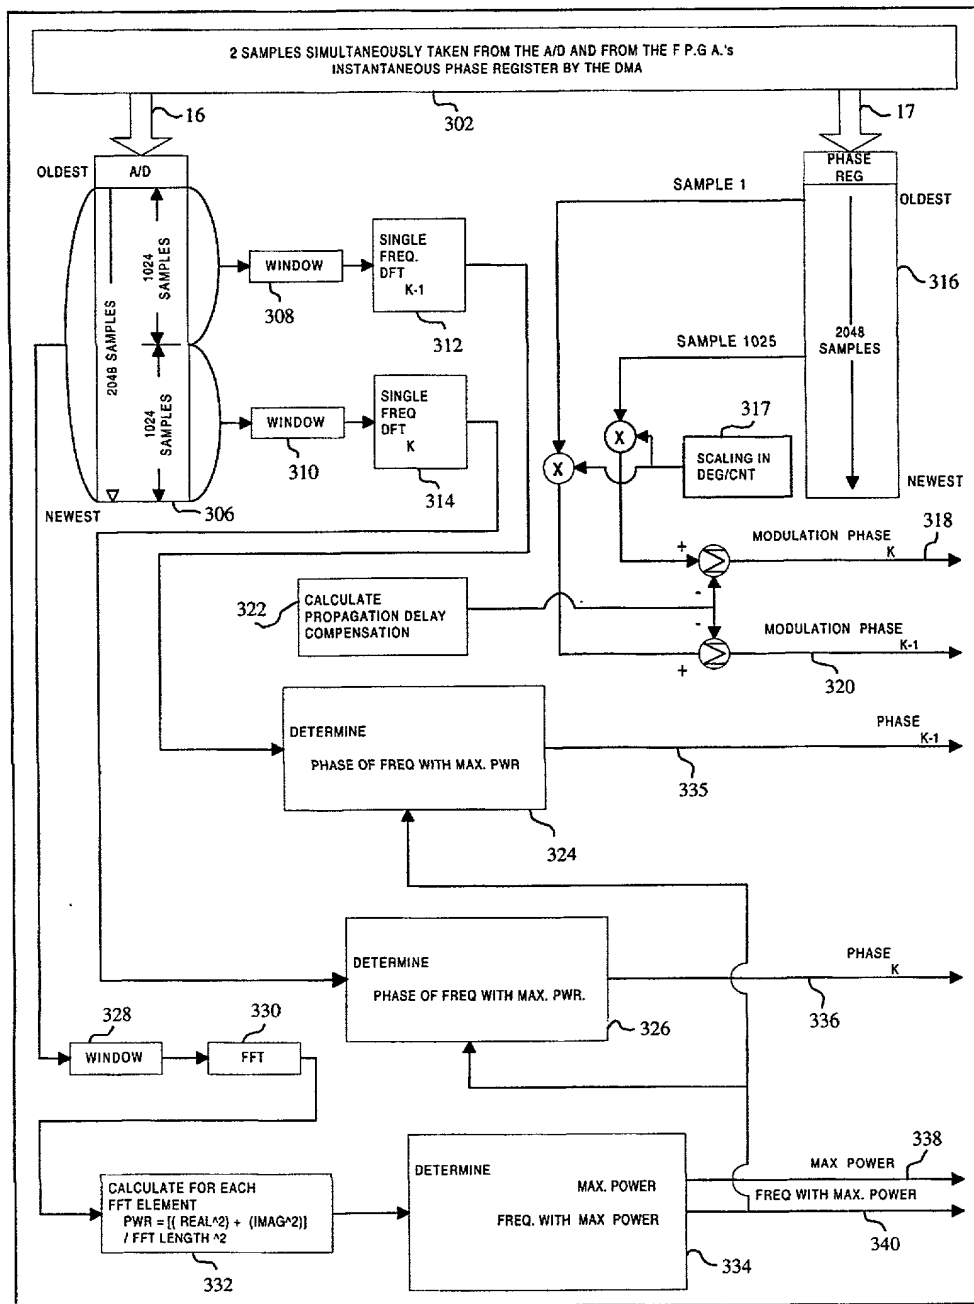 2 SAMPLES SIMULTANEOUSLY TAKEN FROM THE A/D AND FROM THE F P.G A.'s
INSTANTANEOUS PHASE REGISTER BY THE DMA
16
302
17
OLDEST
A/D
PHASE
REG
OLDEST
SAMPLE 1
1024
SAMPLES
2048 SAMPLES
1024
SAMPLES
WINDOW
308
SINGLE
FREQ.
DFT
K-1
312
316
SAMPLE 1025
2048
SAMPLES
WINDOW
310
SINGLE
FREQ
DFT
K
314
X
X
317
SCALING IN
DEG/CNT
NEWEST
306
NEWEST
MODULATION PHASE
K
318
+
Σ
-
322
CALCULATE
PROPAGATION DELAY
COMPENSATION
-
Σ
+
MODULATION PHASE
K-1
320
DETERMINE
PHASE OF FREQ WITH MAX. PWR
324
PHASE
K-1
335
DETERMINE
PHASE OF FREQ WITH MAX. PWR.
326
PHASE
K
336
328
WINDOW
330
FFT
CALCULATE FOR EACH
FFT ELEMENT
PWR = [( REAL^2) + (IMAG^2)]
/ FFT LENGTH ^2
332
DETERMINE
MAX. POWER
FREQ. WITH MAX POWER
334
MAX POWER
338
FREQ WITH MAX. POWER
340